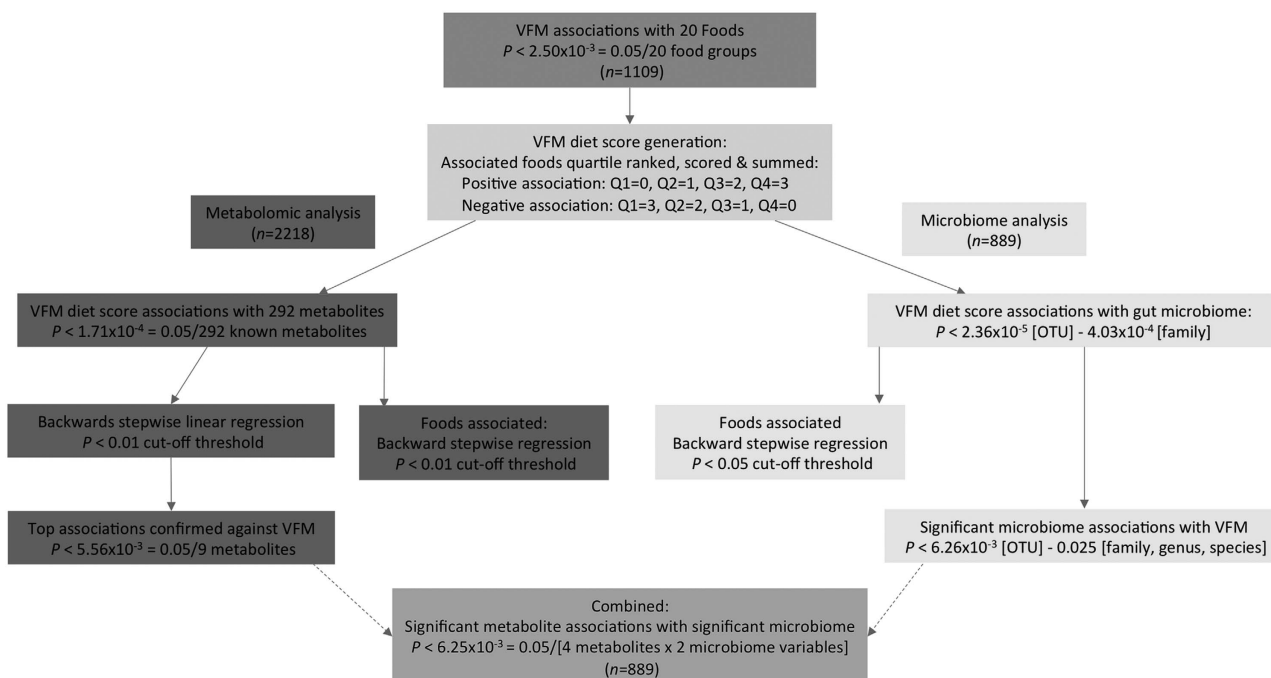 VFM associations with 20 Foods
P < 2.50x10⁻³ = 0.05/20 food groups
(n=1109)
VFM diet score generation:
Associated foods quartile ranked, scored & summed:
Positive association: Q1=0, Q2=1, Q3=2, Q4=3
Negative association: Q1=3, Q2=2, Q3=1, Q4=0
Metabolomic analysis
(n=2218)
Microbiome analysis
(n=889)
VFM diet score associations with 292 metabolites
P < 1.71x10⁻⁴ = 0.05/292 known metabolites
VFM diet score associations with gut microbiome:
P < 2.36x10⁻⁵ [OTU] - 4.03x10⁻⁴ [family]
Backwards stepwise linear regression
P < 0.01 cut-off threshold
Foods associated:
Backward stepwise regression
P < 0.01 cut-off threshold
Foods associated
Backward stepwise regression
P < 0.05 cut-off threshold
Top associations confirmed against VFM
P < 5.56x10⁻³ = 0.05/9 metabolites
Significant microbiome associations with VFM
P < 6.26x10⁻³ [OTU] - 0.025 [family, genus, species]
Combined:
Significant metabolite associations with significant microbiome
P < 6.25x10⁻³ = 0.05/[4 metabolites x 2 microbiome variables]
(n=889)